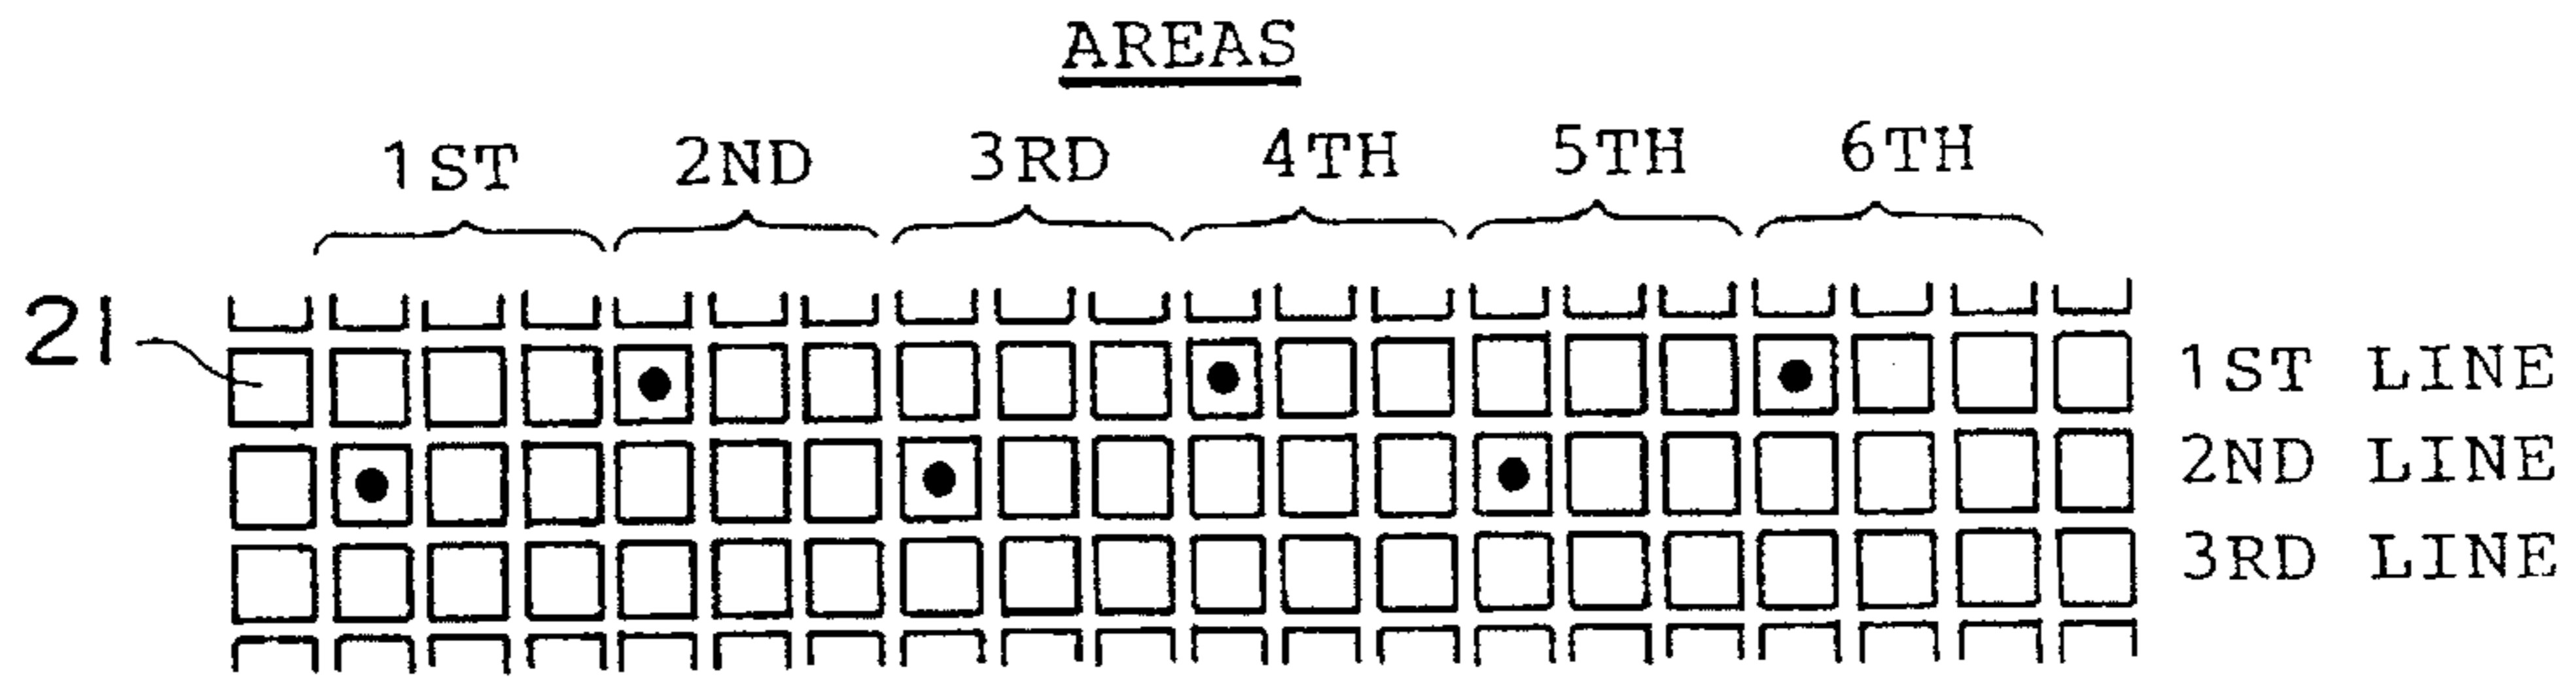 AREAS
1ST 2ND 3RD 4TH 5TH 6TH
21
1ST LINE
2ND LINE
3RD LINE